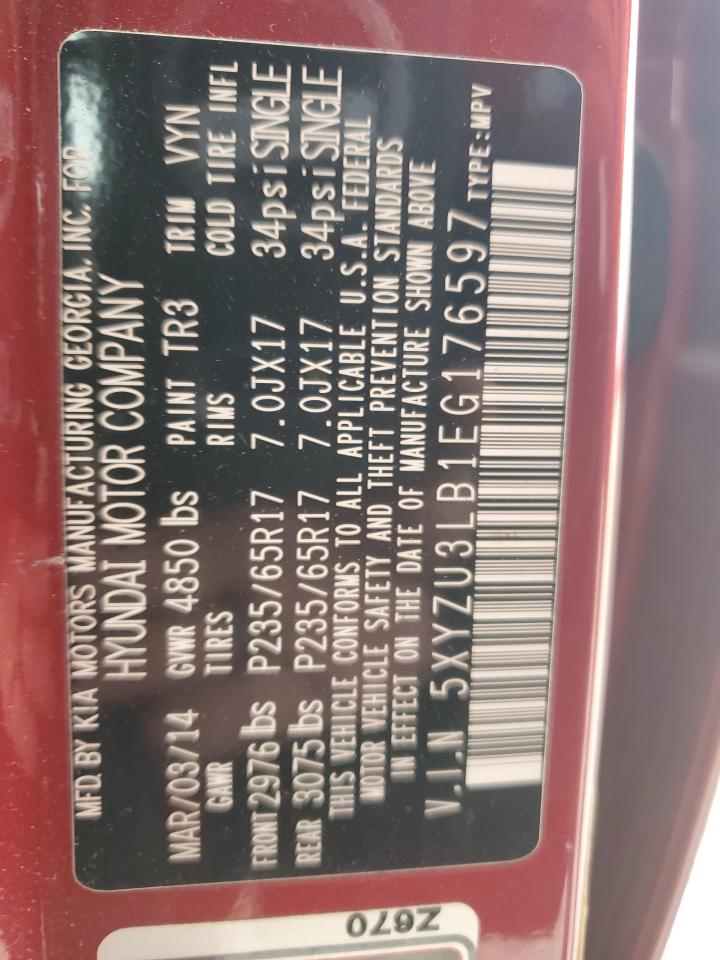 MFD. BY KIA MOTORS MANUFACTURING GEORGIA, INC. FOR
HYUNDAI MOTOR COMPANY
MAR/03/14 GVWR 4850 lbs PAINT TR3 TRIM VYN
GAWR TIRES RIMS COLD TIRE INFL
FRONT 2976 lbs P235/65R17 7.0JX17 34psi SINGLE
REAR 3075 lbs P235/65R17 7.0JX17 34psi SINGLE
THIS VEHICLE CONFORMS TO ALL APPLICABLE U.S.A. FEDERAL
MOTOR VEHICLE SAFETY AND THEFT PREVENTION STANDARDS
IN EFFECT ON THE DATE OF MANUFACTURE SHOWN ABOVE
V.I.N 5XYZU3LB1EG176597 TYPE:MPV
Z670